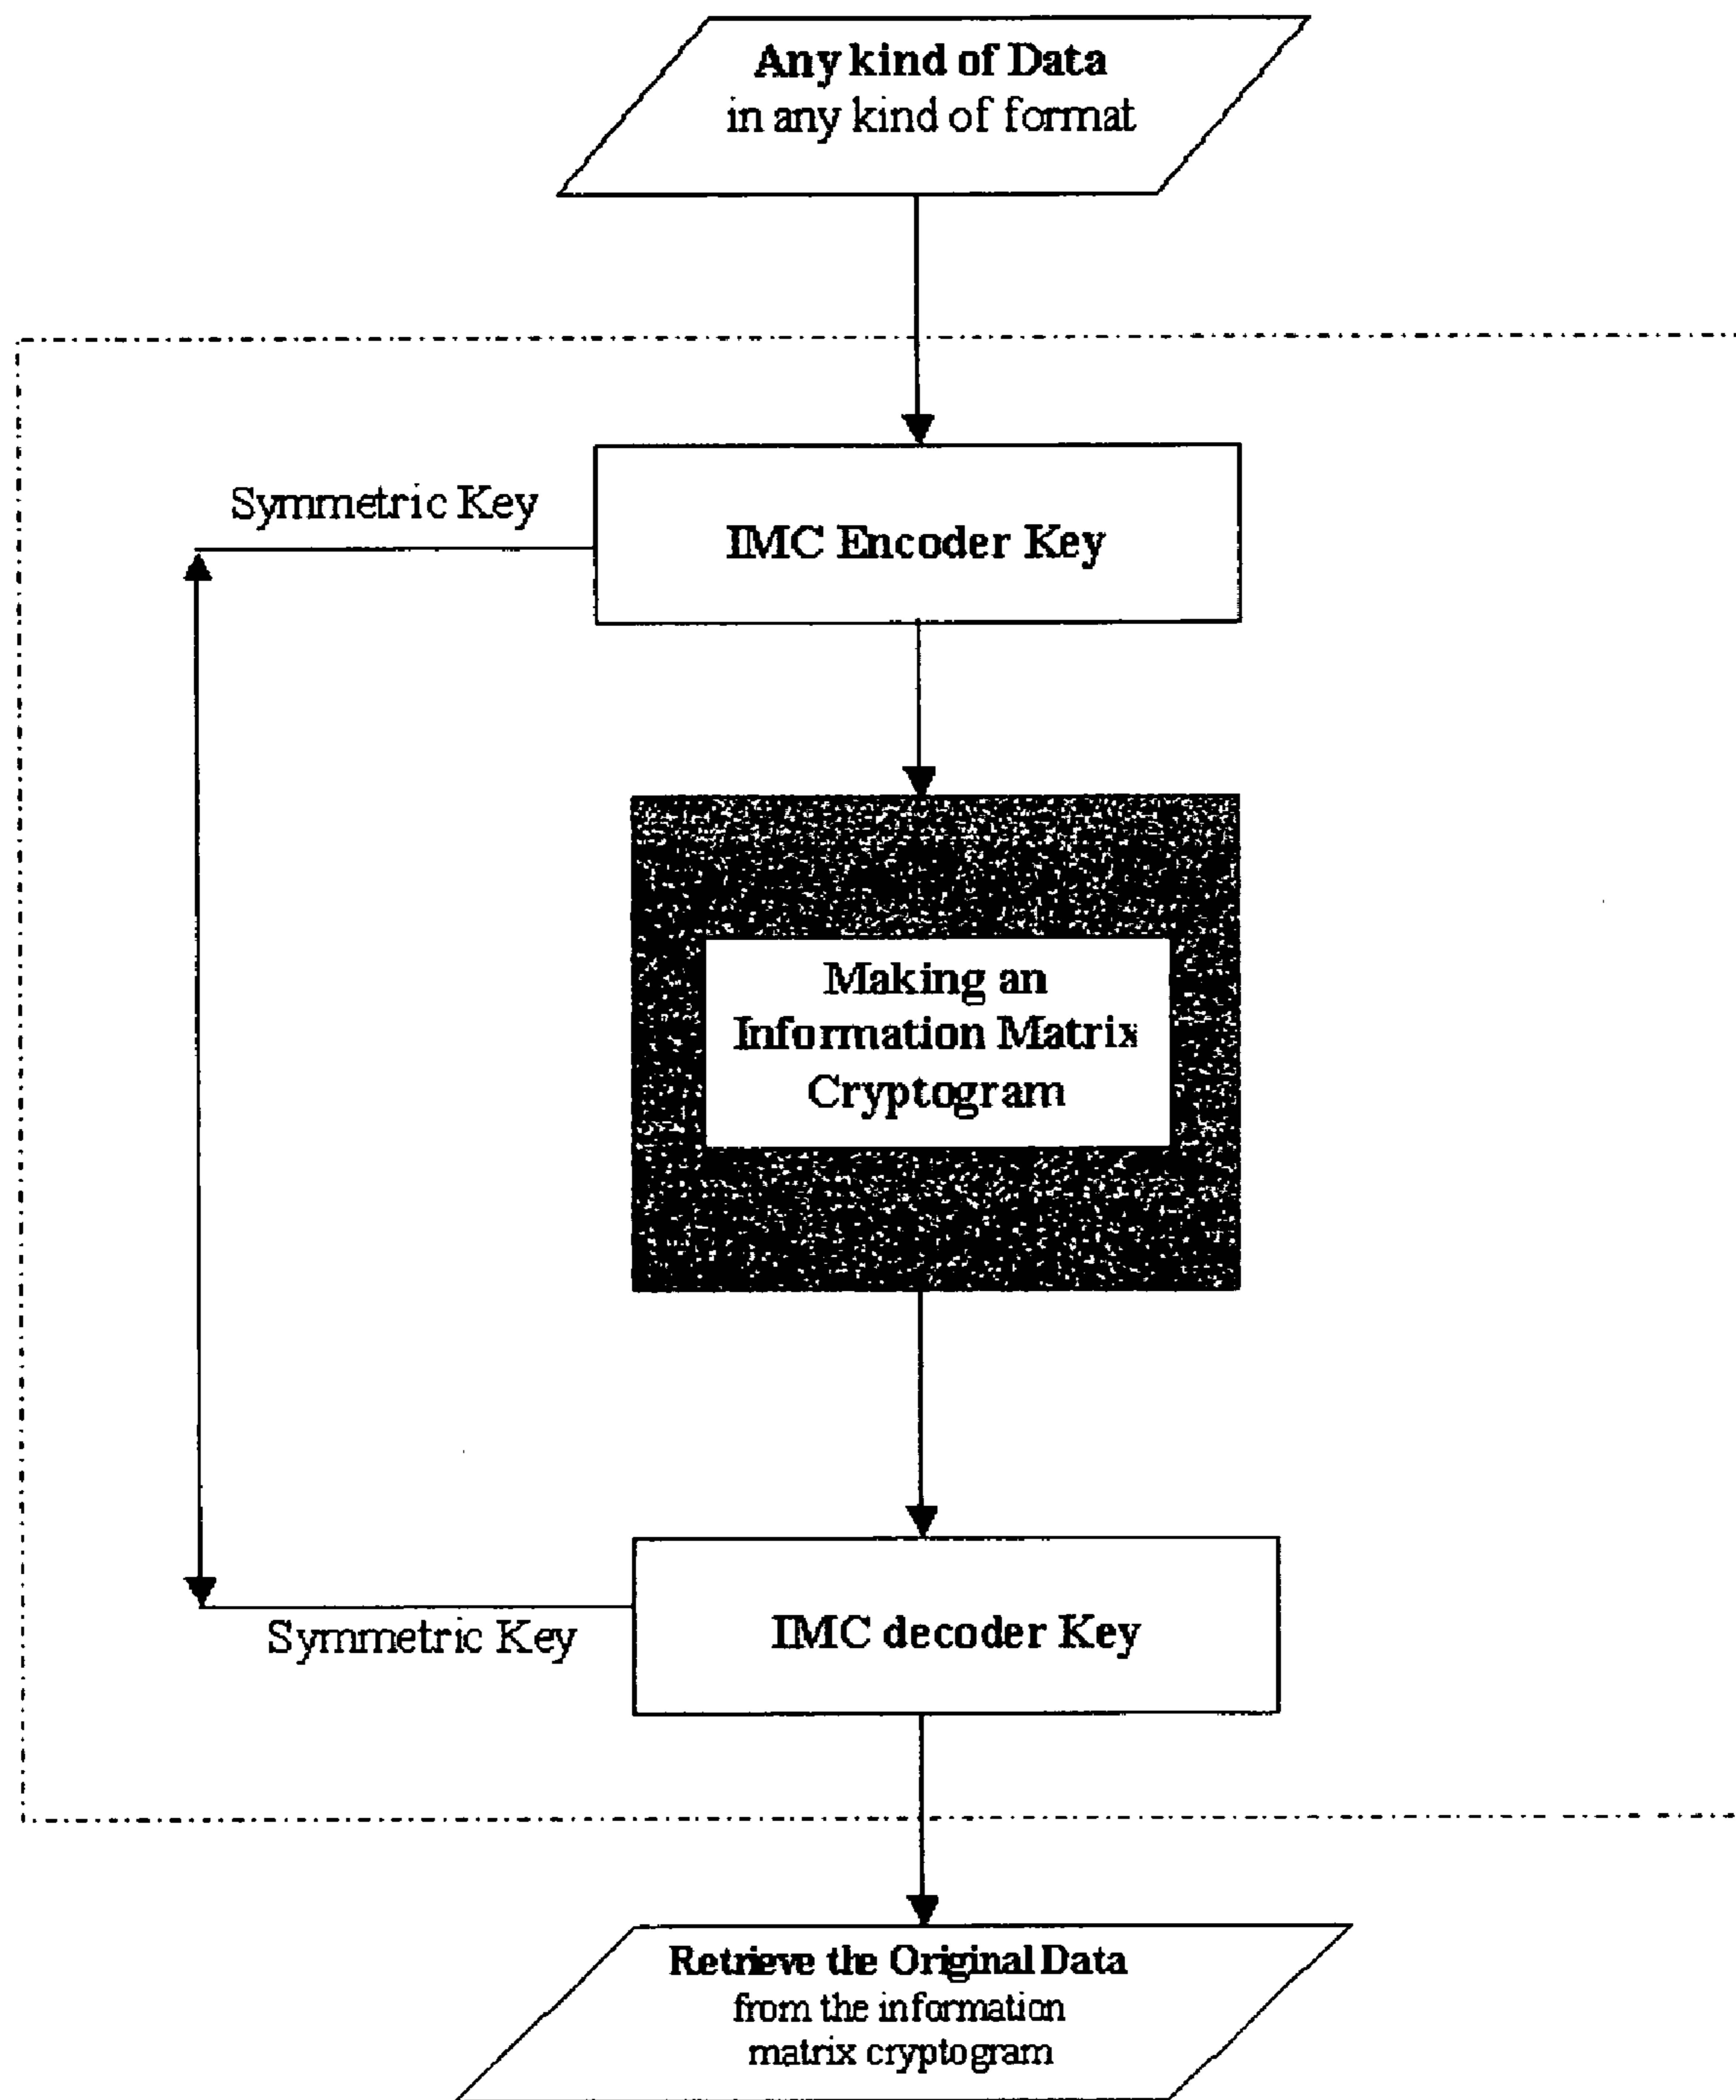 Any kind of Data
in any kind of format
Symmetric Key
IMC Encoder Key
Making an
Information Matrix
Cryptogram
IMC decoder Key
Symmetric Key
Retrieve the Original Data
from the information
matrix cryptogram